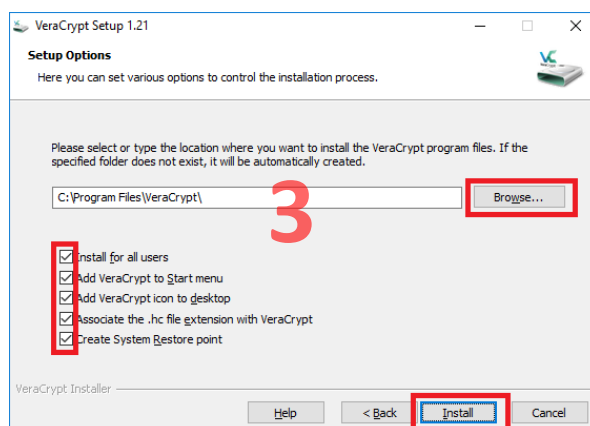 VeraCrypt Setup 1.21
Setup Options
Here you can set various options to control the installation process.
VC
Please select or type the location where you want to install the VeraCrypt program files. If the
specified folder does not exist, it will be automatically created.
C:\Program Files\VeraCrypt\
Browse...
3
Install for all users
Add VeraCrypt to Start menu
Add VeraCrypt icon to desktop
Associate the .hc file extension with VeraCrypt
Create System Restore point
VeraCrypt Installer
Help
< Back
Install
Cancel